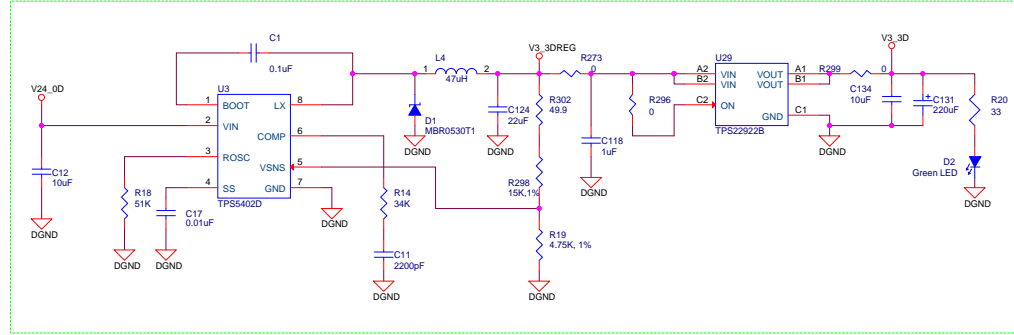 C1
0.1uF
V24_0D
U3
1
BOOT
LX
8
2
VIN
COMP
6
3
ROSC
VSNS
5
4
SS
GND
7
TPS5402D
C12
10uF
DGND
R18
51K
DGND
C17
0.01uF
DGND
DGND
R14
34K
C11
2200pF
DGND
D1
MBR0530T1
DGND
1
L4
2
47uH
C124
22uF
DGND
V3_3DREG
R302
49.9
R298
15K,1%
R19
4.75K, 1%
DGND
R273
0
C118
1uF
DGND
R296
0
U29
A2
VIN
VOUT
A1
B2
VIN
VOUT
B1
C2
ON
GND
C1
TPS22922B
DGND
R299
0
V3_3D
C134
10uF
C131
220uF
R20
33
D2
Green LED
DGND